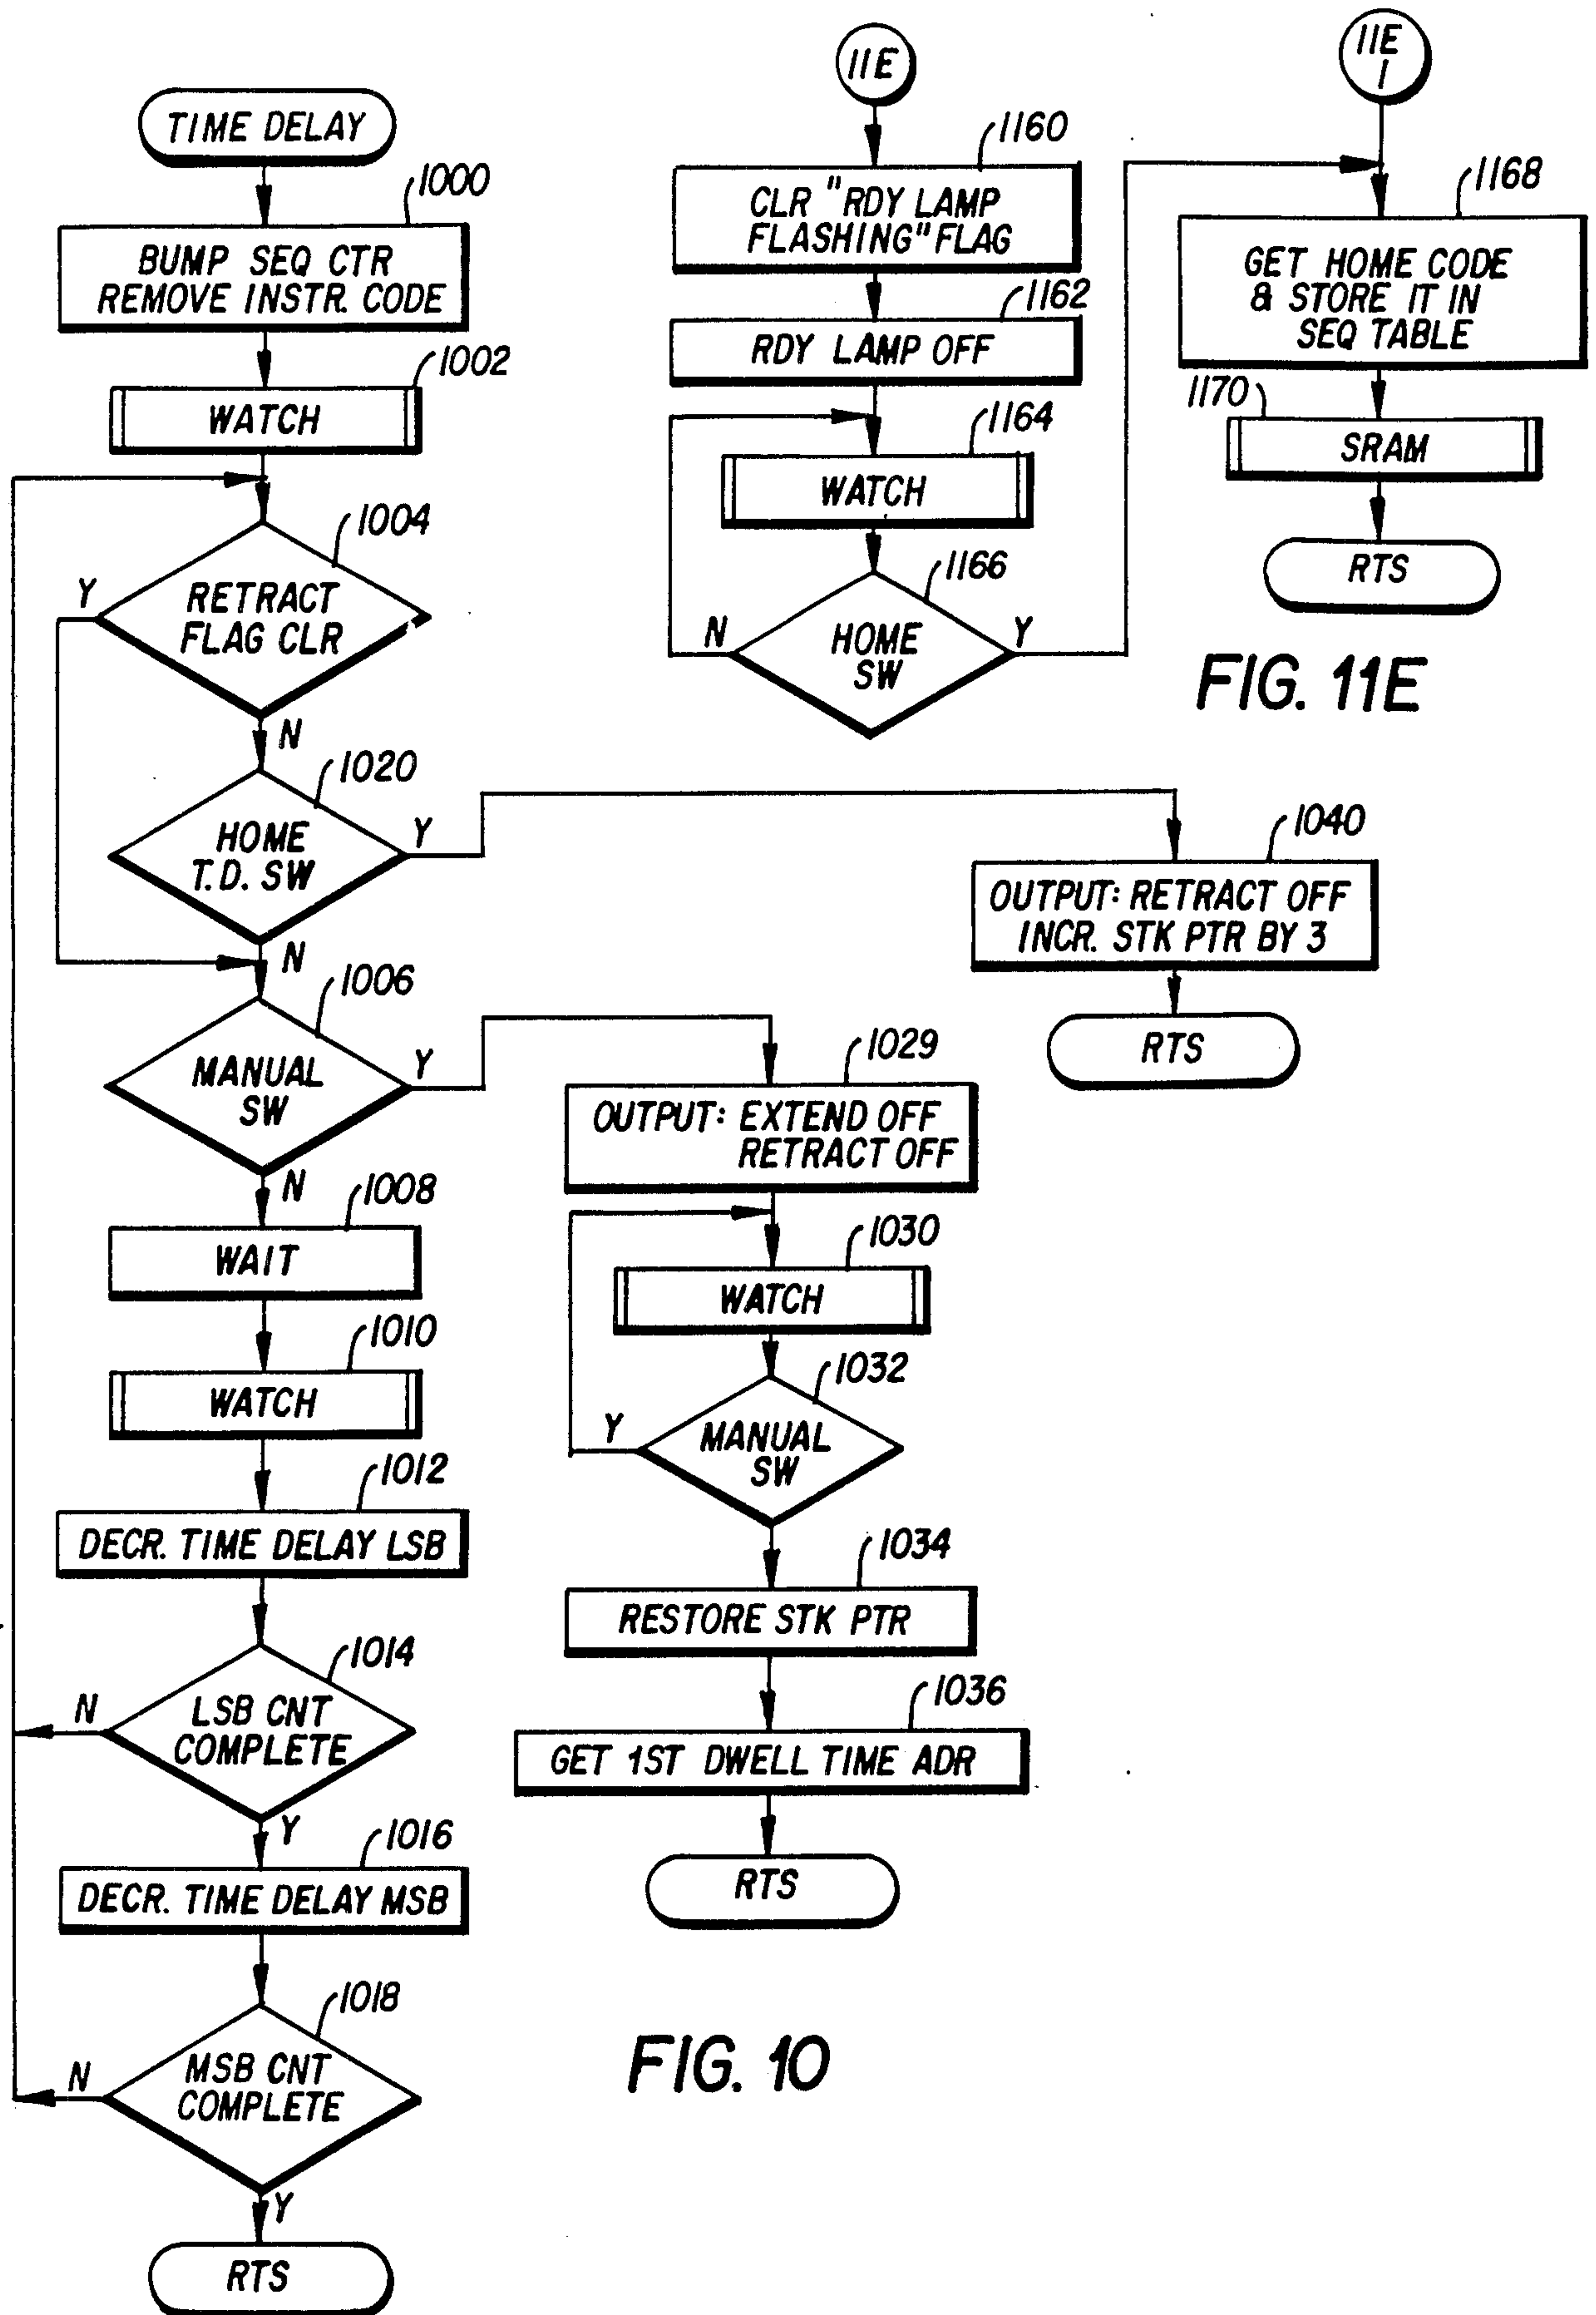 TIME DELAY
1000
BUMP SEQ CTR
REMOVE INSTR. CODE
1002
WATCH
1004
RETRACT
FLAG CLR
Y
N
1020
HOME
T.D. SW
Y
N
1006
MANUAL
SW
Y
N
1008
WAIT
1010
WATCH
1012
DECR. TIME DELAY LSB
1014
LSB CNT
COMPLETE
N
Y
1016
DECR. TIME DELAY MSB
1018
MSB CNT
COMPLETE
N
Y
RTS
1040
OUTPUT: RETRACT OFF
INCR. STK PTR BY 3
RTS
1029
OUTPUT: EXTEND OFF
RETRACT OFF
1030
WATCH
1032
MANUAL
SW
Y
1034
RESTORE STK PTR
1036
GET 1ST DWELL TIME ADR
RTS
FIG. 10
11E
1160
CLR "RDY LAMP
FLASHING" FLAG
1162
RDY LAMP OFF
1164
WATCH
1166
HOME
SW
N
Y
11E
1
1168
GET HOME CODE
& STORE IT IN
SEQ TABLE
1170
SRAM
RTS
FIG. 11E